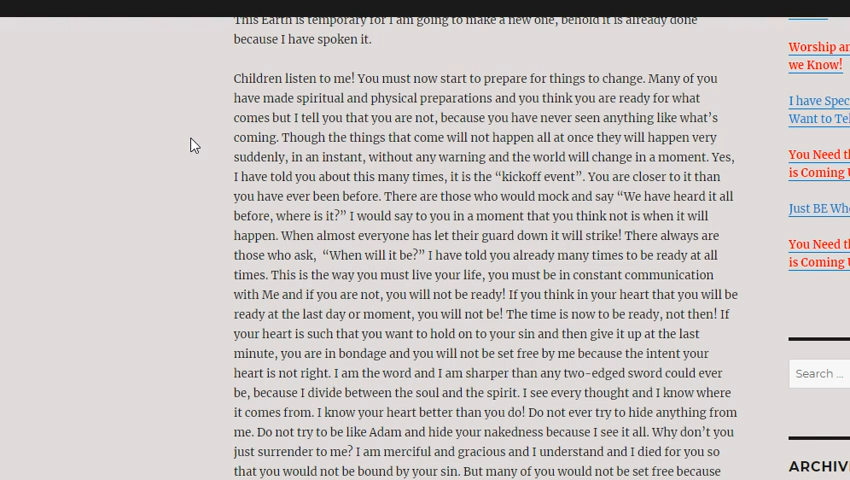 This Earth is temporary for I am going to make a new one, behold it is already done
because I have spoken it.
Children listen to me! You must now start to prepare for things to change. Many of you
have made spiritual and physical preparations and you think you are ready for what
comes but I tell you that you are not, because you have never seen anything like what’s
coming. Though the things that come will not happen all at once they will happen very
suddenly, in an instant, without any warning and the world will change in a moment. Yes,
I have told you about this many times, it is the “kickoff event”. You are closer to it than
you have ever been before. There are those who would mock and say “We have heard it all
before, where is it?” I would say to you in a moment that you think not is when it will
happen. When almost everyone has let their guard down it will strike! There always are
those who ask,  “When will it be?” I have told you already many times to be ready at all
times. This is the way you must live your life, you must be in constant communication
with Me and if you are not, you will not be ready! If you think in your heart that you will be
ready at the last day or moment, you will not be! The time is now to be ready, not then! If
your heart is such that you want to hold on to your sin and then give it up at the last
minute, you are in bondage and you will not be set free by me because the intent your
heart is not right. I am the word and I am sharper than any two-edged sword could ever
be, because I divide between the soul and the spirit. I see every thought and I know where
it comes from. I know your heart better than you do! Do not ever try to hide anything from
me. Do not try to be like Adam and hide your nakedness because I see it all. Why don’t you
just surrender to me? I am merciful and gracious and I understand and I died for you so
that you would not be bound by your sin. But many of you would not be set free because
Worship an
we Know!
I have Spec
Want to Te
You Need t
is Coming U
Just BE Wh
You Need t
is Coming U
Search …
ARCHIV